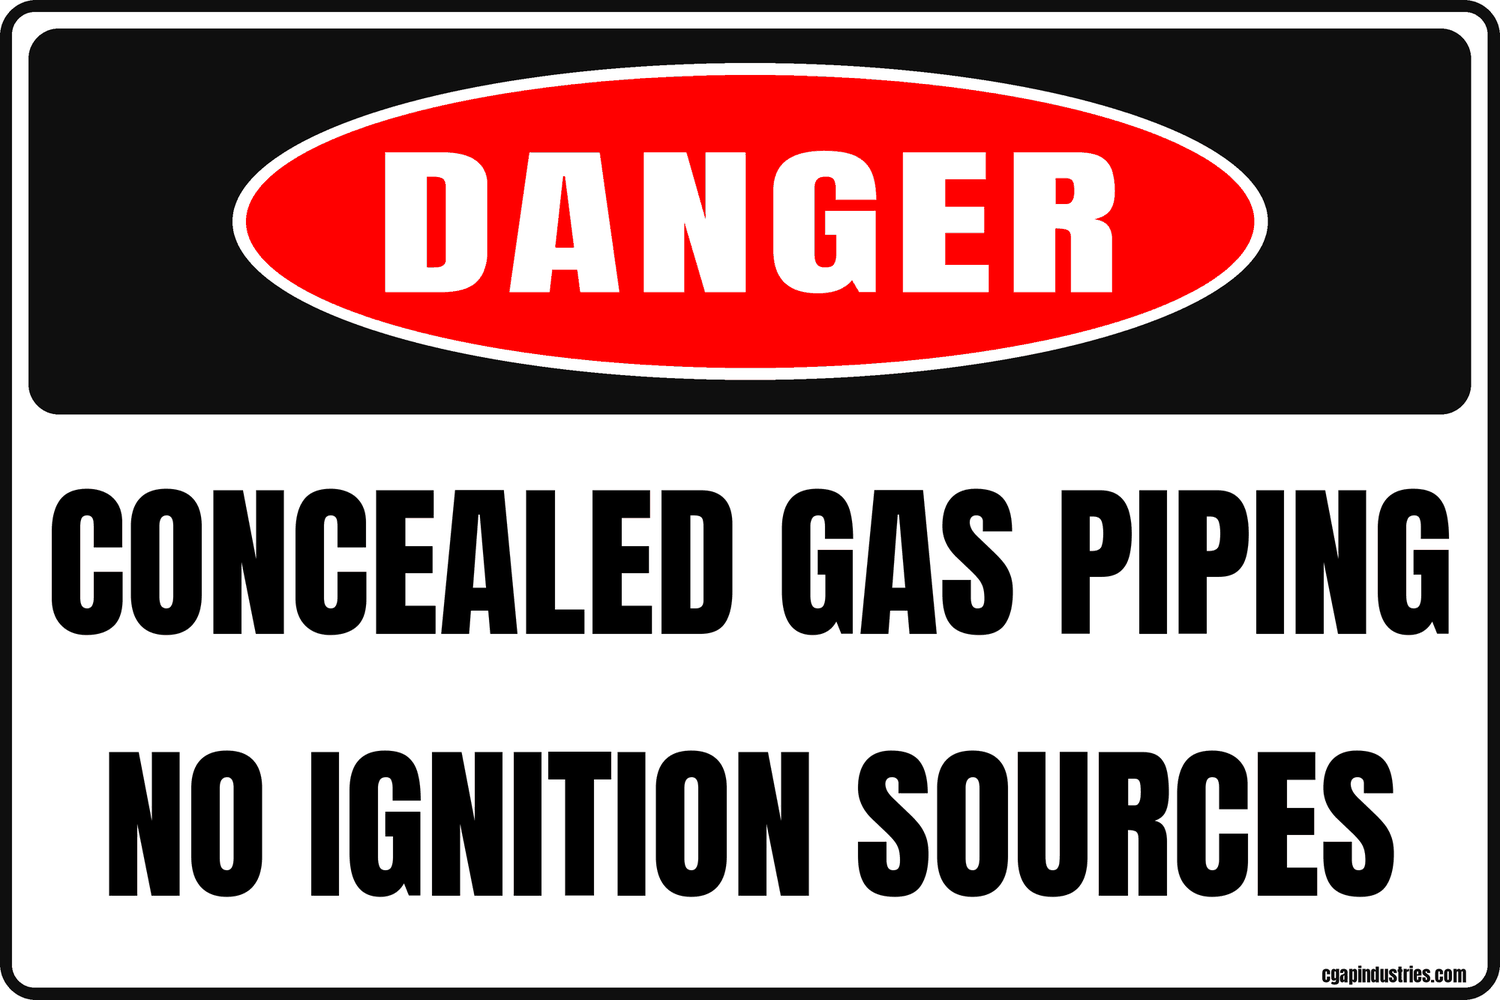 DANGER
CONCEALED GAS PIPING
NO IGNITION SOURCES
cgapindustries.com